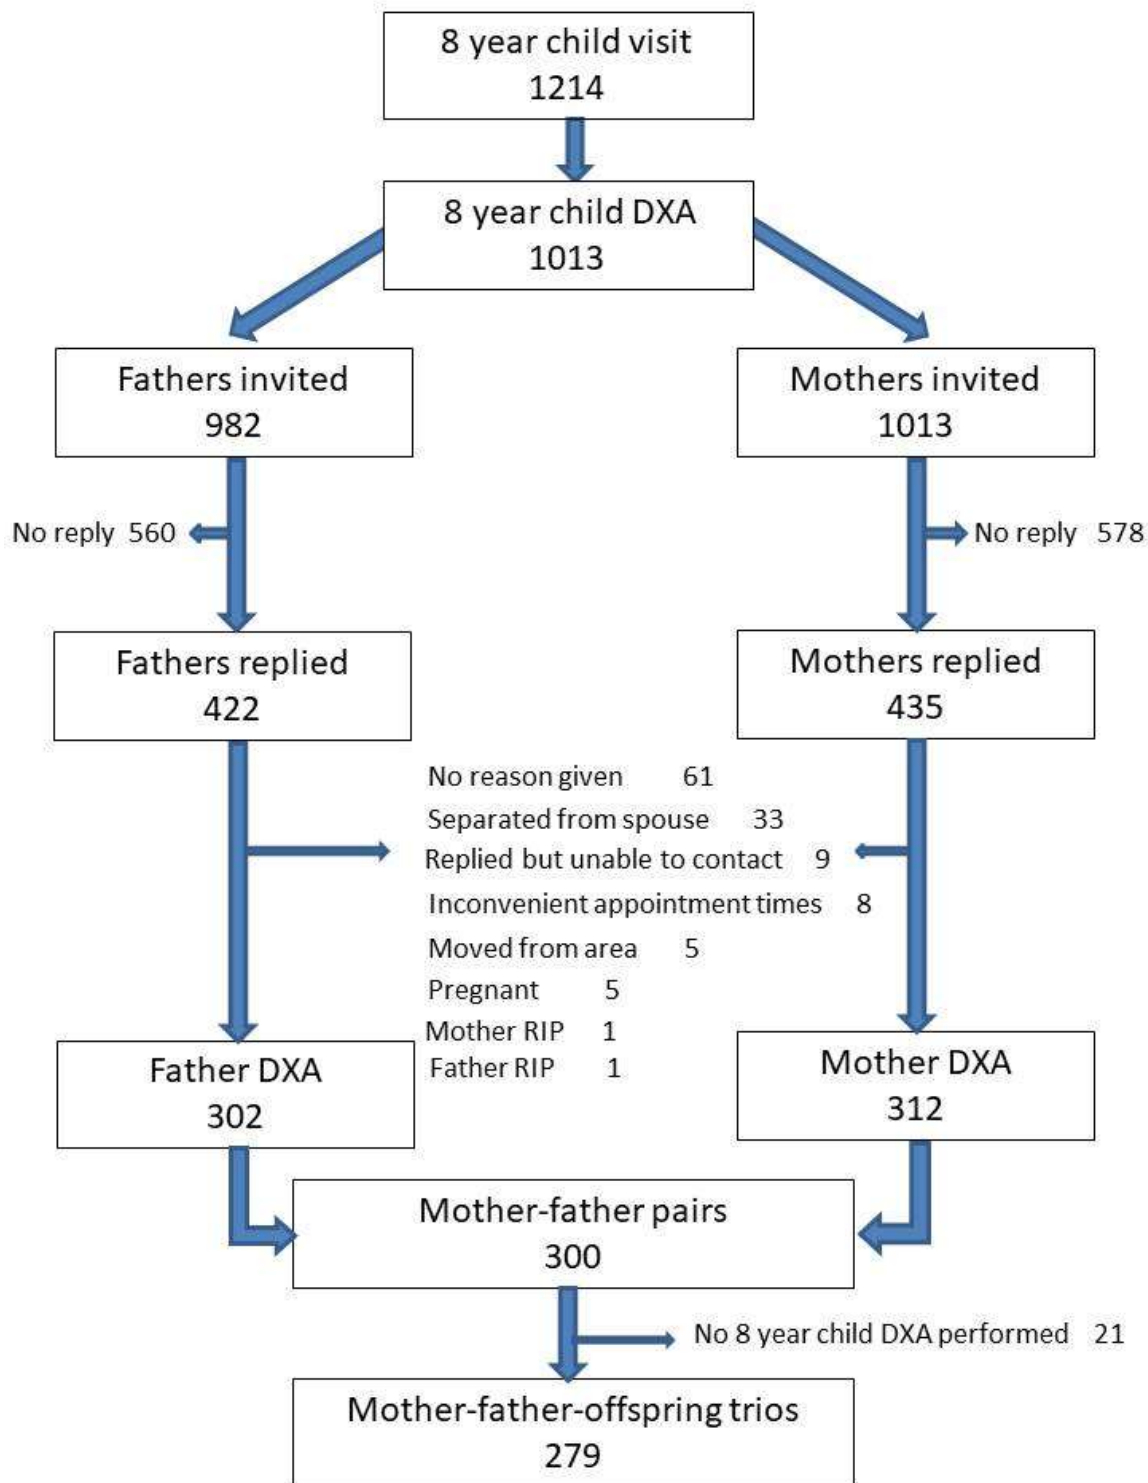 8 year child visit
1214
8 year child DXA
1013
Fathers invited
982
Mothers invited
1013
No reply 560
No reply 578
Fathers replied
422
Mothers replied
435
No reason given 61
Separated from spouse 33
Replied but unable to contact 9
Inconvenient appointment times 8
Moved from area 5
Pregnant 5
Mother RIP 1
Father RIP 1
Father DXA
302
Mother DXA
312
Mother-father pairs
300
No 8 year child DXA performed 21
Mother-father-offspring trios
279